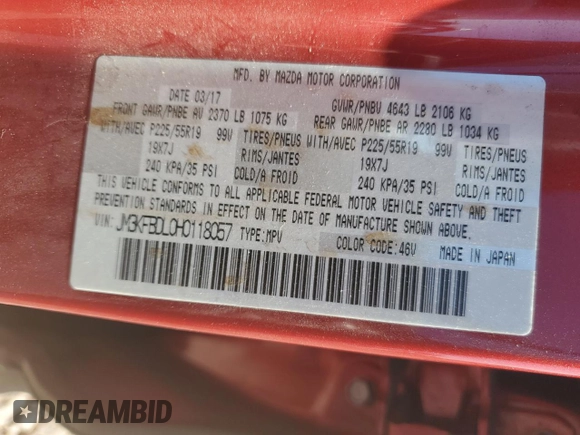 MFD. BY MAZDA MOTOR CORPORATION
DATE 03/17 GVWR/PNBV 4643 LB 2106 KG
FRONT GAWR/PNBE AV 2370 LB 1075 KG REAR GAWR/PNBE AR 2280 LB 1034 KG
WITH/AVEC P225/55R19 99V TIRES/PNEUS WITH/AVEC P225/55R19 99V TIRES/PNEUS
19X7J RIMS/JANTES 19X7J RIMS/JANTES
240 KPA/35 PSI COLD/A FROID 240 KPA/35 PSI COLD/A FROID
THIS VEHICLE CONFORMS TO ALL APPLICABLE FEDERAL MOTOR VEHICLE SAFETY AND THEFT
PREVENTION STANDARDS IN EFFECT ON THE DATE OF MANUFACTURE SHOWN ABOVE.
VIN: JM3KFBDL0H0118057 TYPE:MPV COLOR CODE:46V MADE IN JAPAN
DREAMBID